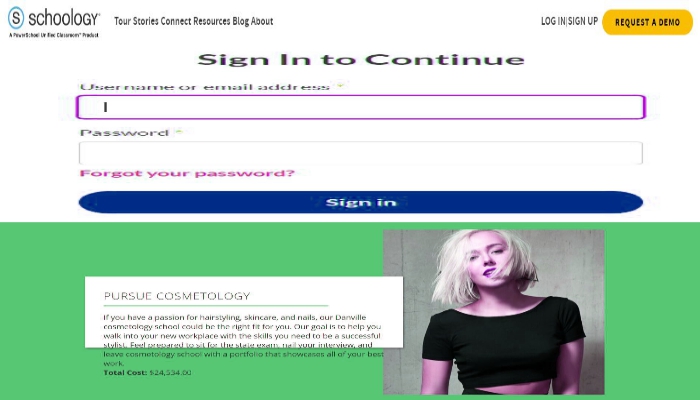 schoology®
A PowerSchool Unified Classroom® Product
Tour Stories Connect Resources Blog About
LOG IN|SIGN UP
REQUEST A DEMO
Sign In to Continue
Username or email address *
Password *
Forgot your password?
Sign in
PURSUE COSMETOLOGY
If you have a passion for hairstyling, skincare, and nails, our Danville
cosmetology school could be the right fit for you. Our goal is to help you
walk into your new workplace with the skills you need to be a successful
stylist. Feel prepared to sit for the state exam, nail your interview, and
leave cosmetology school with a portfolio that showcases all of your best
work.
Total Cost: